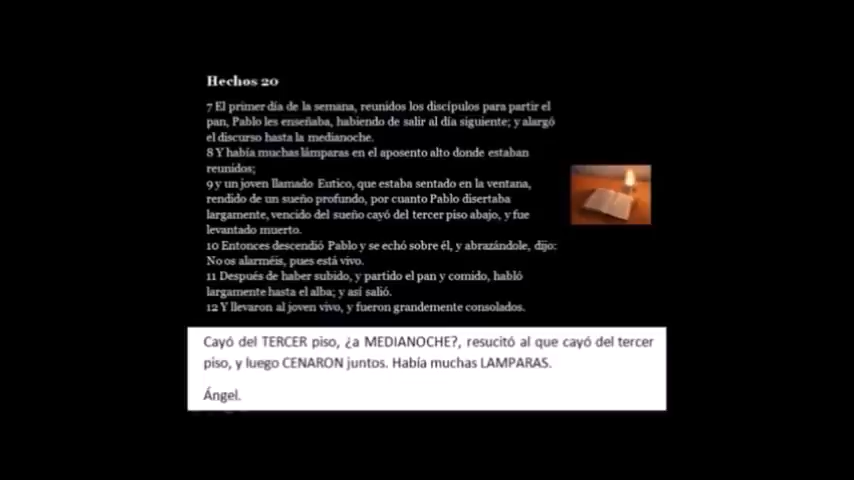 Hechos 20
7 El primer día de la semana, reunidos los discípulos para partir el
pan, Pablo les enseñaba, habiendo de salir al día siguiente; y alargó
el discurso hasta la medianoche.
8 Y había muchas lámparas en el aposento alto donde estaban
reunidos;
9 y un joven llamado Eutico, que estaba sentado en la ventana,
rendido de un sueño profundo, por cuanto Pablo disertaba
largamente, vencido del sueño cayó del tercer piso abajo, y fue
levantado muerto.
10 Entonces descendió Pablo y se echó sobre él, y abrazándole, dijo:
No os alarméis, pues está vivo.
11 Después de haber subido, y partido el pan y comido, habló
largamente hasta el alba; y así salió.
12 Y llevaron al joven vivo, y fueron grandemente consolados.
Cayó del TERCER piso, ¿a MEDIANOCHE?, resucitó al que cayó del tercer
piso, y luego CENARON juntos. Había muchas LAMPARAS.
Ángel.